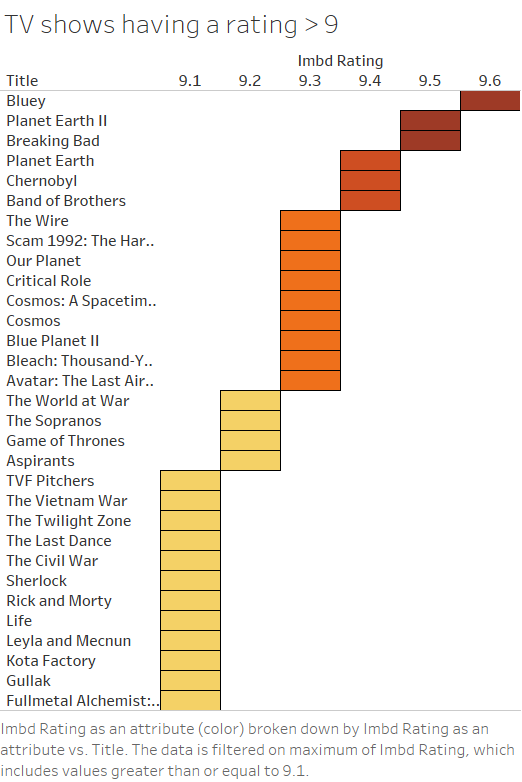 TV shows having a rating > 9
Imbd Rating
Title 9.1 9.2 9.3 9.4 9.5 9.6
Bluey
Planet Earth II
Breaking Bad
Planet Earth
Chernobyl
Band of Brothers
The Wire
Scam 1992: The Har..
Our Planet
Critical Role
Cosmos: A Spacetim..
Cosmos
Blue Planet II
Bleach: Thousand-Y..
Avatar: The Last Air..
The World at War
The Sopranos
Game of Thrones
Aspirants
TVF Pitchers
The Vietnam War
The Twilight Zone
The Last Dance
The Civil War
Sherlock
Rick and Morty
Life
Leyla and Mecnun
Kota Factory
Gullak
Fullmetal Alchemist:..
Imbd Rating as an attribute (color) broken down by Imbd Rating as an
attribute vs. Title. The data is filtered on maximum of Imbd Rating, which
includes values greater than or equal to 9.1.